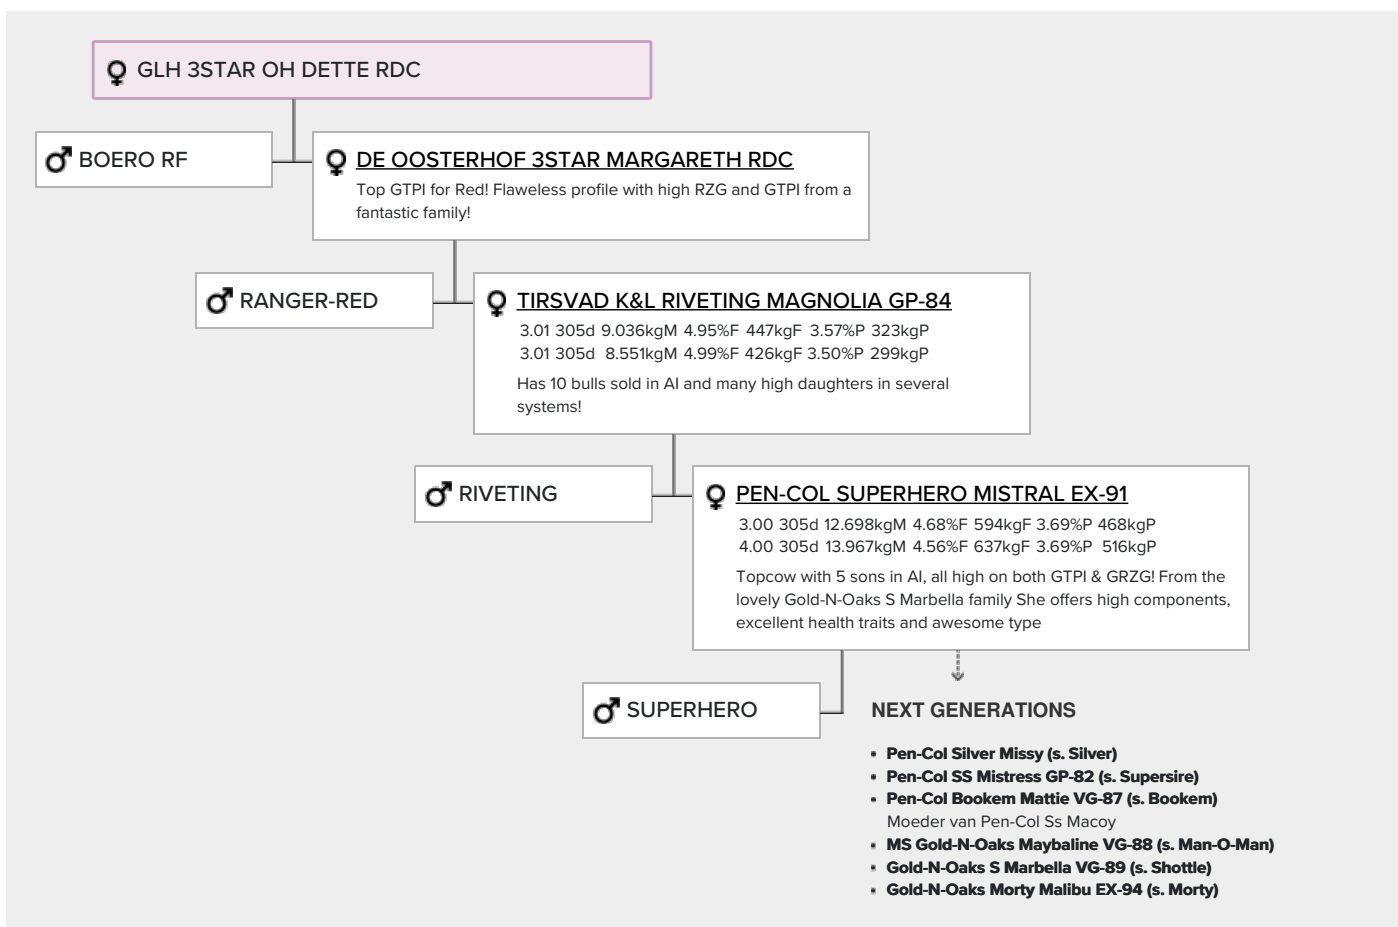 GLH 3STAR OH DETTE RDC
BOERO RF
DE OOSTERHOF 3STAR MARGARETH RDC
Top GTPI for Red! Flaweless profile with high RZG and GTPI from a
fantastic family!
RANGER-RED
TIRSVAD K&L RIVETING MAGNOLIA GP-84
3.01 305d 9.036kgM 4.95%F 447kgF 3.57%P 323kgP
3.01 305d 8.551kgM 4.99%F 426kgF 3.50%P 299kgP
Has 10 bulls sold in AI and many high daughters in several
systems!
RIVETING
PEN-COL SUPERHERO MISTRAL EX-91
3.00 305d 12.698kgM 4.68%F 594kgF 3.69%P 468kgP
4.00 305d 13.967kgM 4.56%F 637kgF 3.69%P 516kgP
Topcow with 5 sons in AI, all high on both GTPI & GRZG! From the
lovely Gold-N-Oaks S Marbella family She offers high components,
excellent health traits and awesome type
SUPERHERO
NEXT GENERATIONS
• Pen-Col Silver Missy (s. Silver)
• Pen-Col SS Mistress GP-82 (s. Supersire)
• Pen-Col Bookem Mattie VG-87 (s. Bookem)
Moeder van Pen-Col Ss Macoy
• MS Gold-N-Oaks Maybaline VG-88 (s. Man-O-Man)
• Gold-N-Oaks S Marbella VG-89 (s. Shottle)
• Gold-N-Oaks Morty Malibu EX-94 (s. Morty)